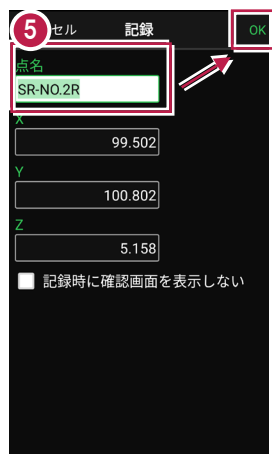 5 セル 記録 OK
点名
SR-NO.2R
X
99.502
Y
100.802
Z
5.158
記録時に確認画面を表示しない